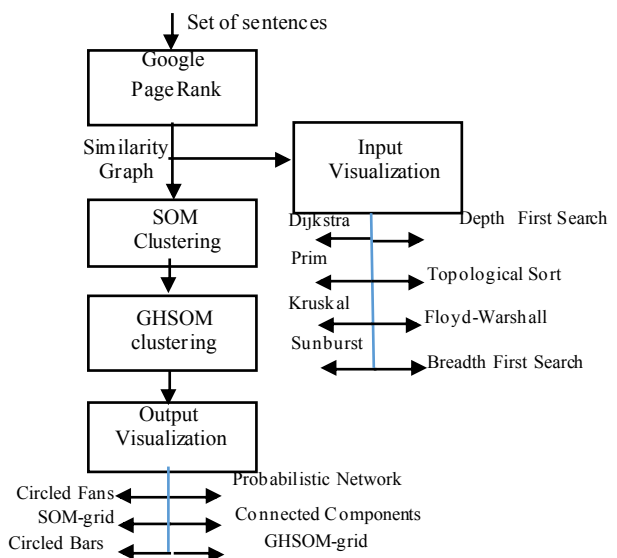 Set of sentences
Google
PageRank
Similarity
Graph
Input
Visualization
SOM
Clustering
Dijkstra
Depth First Search
Prim
Topological Sort
GHSOM
clustering
Kruskal
Floyd-Warshall
Sunburst
Breadth First Search
Output
Visualization
Probabilistic Network
Circled Fans
SOM-grid
Connected Components
Circled Bars
GHSOM-grid